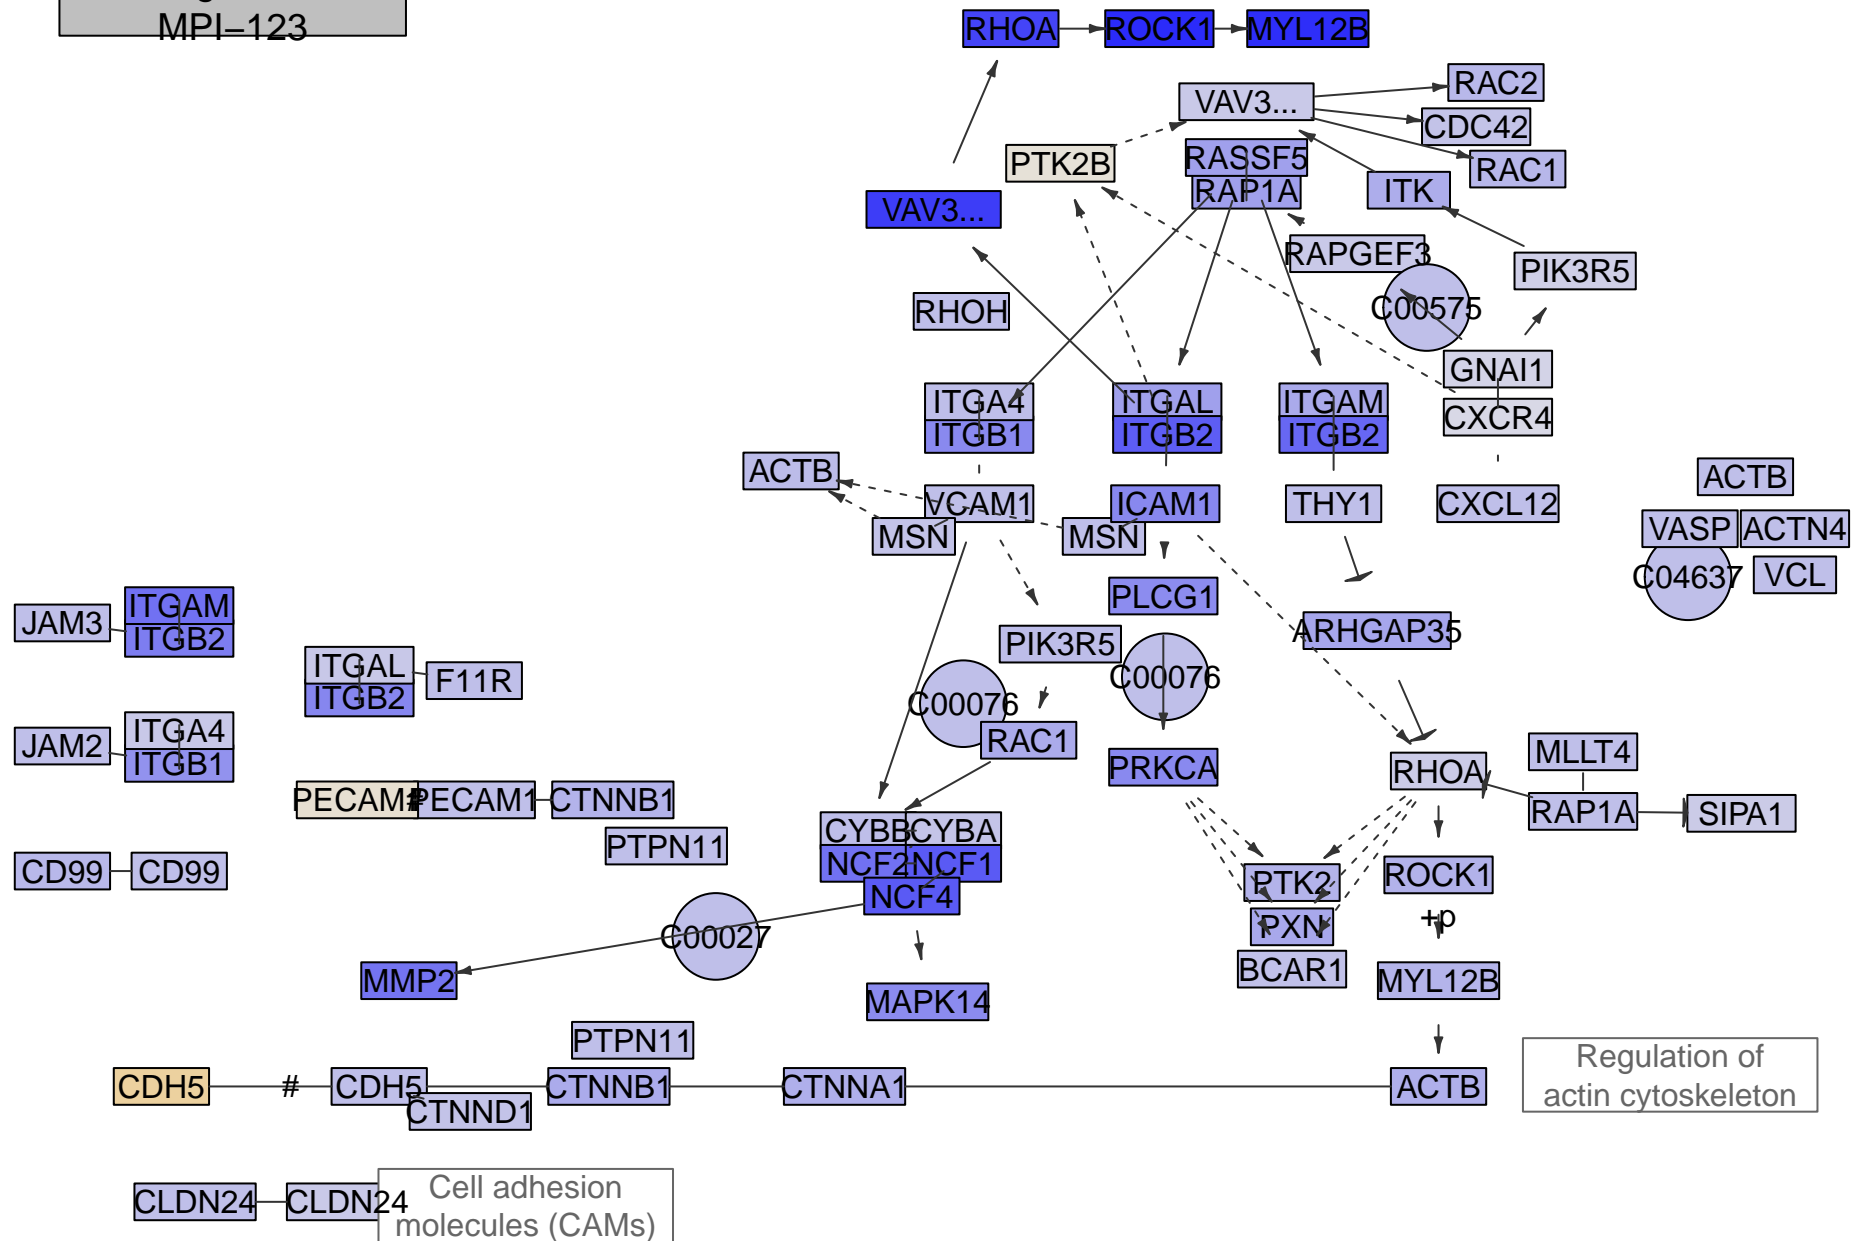 MPI−123
RHOA
ROCK1
MYL12B
RAC2
VAV3...
CDC42
PTK2B
RASSF5
RAC1
RAP1A
ITK
VAV3...
RAPGEF3
PIK3R5
C00575
RHOH
GNAI1
ITGA4
ITGAL
ITGAM
CXCR4
ITGB1
ITGB2
ITGB2
ACTB
ACTB
VCAM1
ICAM1
THY1
CXCL12
MSN
MSN
VASP
ACTN4
C04637
VCL
PLCG1
ITGAM
JAM3
ITGB2
ARHGAP35
PIK3R5
ITGAL
F11R
C00076
ITGB2
C00076
ITGA4
JAM2
RAC1
MLLT4
ITGB1
PRKCA
RHOA
PECAM1
#
PECAM1
CTNNB1
RAP1A
SIPA1
CYBB
CYBA
PTPN11
NCF2
NCF1
CD99
CD99
ROCK1
PTK2
NCF4
+p
PXN
C00027
BCAR1
MMP2
MYL12B
MAPK14
PTPN11
Regulation of
actin cytoskeleton
CDH5
#
CDH5
CTNNB1
CTNNA1
ACTB
CTNND1
CLDN24
CLDN24
Cell adhesion
molecules (CAMs)